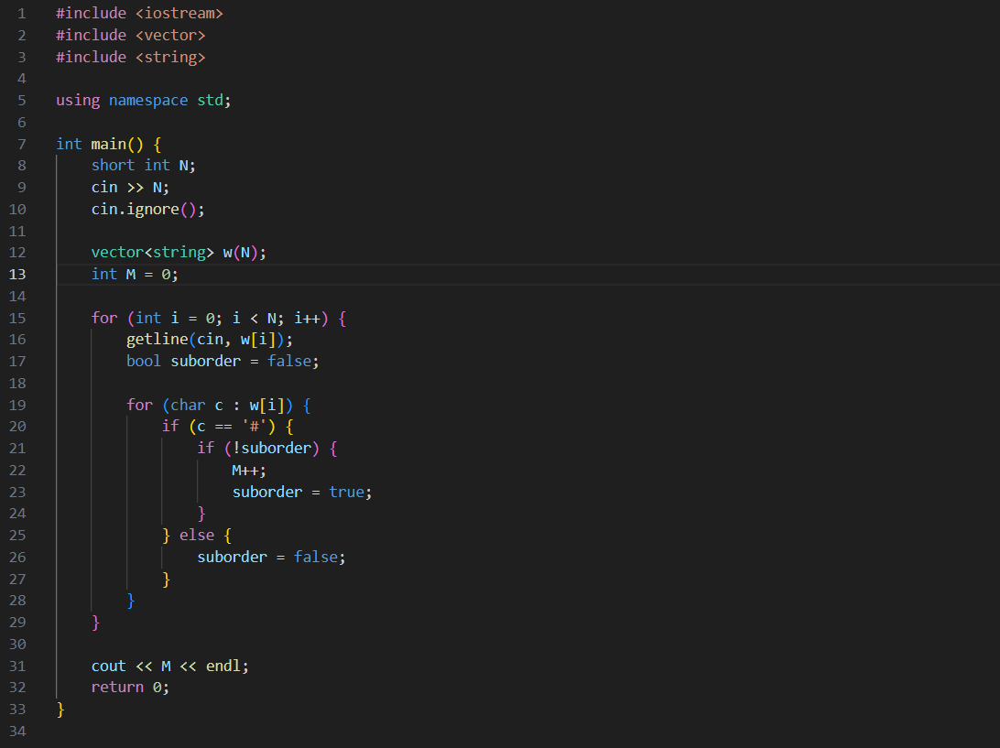 1 #include <iostream>
2 #include <vector>
3 #include <string>
4
5 using namespace std;
6
7 int main() {
8     short int N;
9     cin >> N;
10     cin.ignore();
11
12     vector<string> w(N);
13     int M = 0;
14
15     for (int i = 0; i < N; i++) {
16         getline(cin, w[i]);
17         bool suborder = false;
18
19         for (char c : w[i]) {
20             if (c == '#') {
21                 if (!suborder) {
22                     M++;
23                     suborder = true;
24                 }
25             } else {
26                 suborder = false;
27             }
28         }
29     }
30
31     cout << M << endl;
32     return 0;
33 }
34